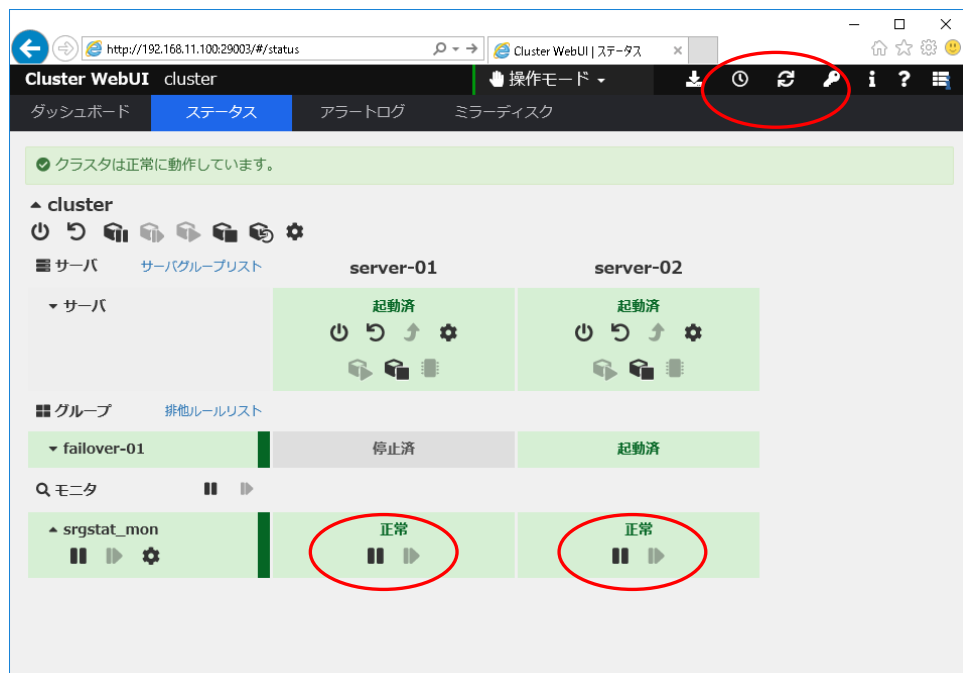 http://192.168.11.100:29003/#/status
Cluster WebUI | ステータス
Cluster WebUI cluster 操作モード
ダッシュボード ステータス アラートログ ミラーディスク
クラスタは正常に動作しています。
cluster
サーバ サーバグループリスト server-01 server-02
サーバ 起動済 起動済
グループ 排他ルールリスト
failover-01 停止済 起動済
モニタ
srgstat_mon 正常 正常